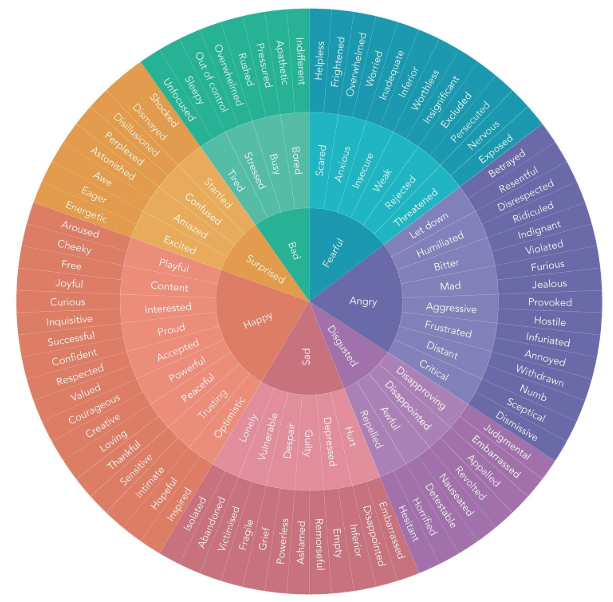 Fearful
Angry
Disgusted
Sad
Happy
Surprised
Bad
Scared
Anxious
Insecure
Weak
Rejected
Threatened
Let down
Humiliated
Bitter
Mad
Aggressive
Frustrated
Distant
Critical
Disapproving
Disappointed
Awful
Repelled
Hurt
Depressed
Guilty
Despair
Vulnerable
Lonely
Optimistic
Trusting
Peaceful
Powerful
Accepted
Proud
Interested
Content
Playful
Excited
Amazed
Confused
Startled
Tired
Stressed
Busy
Bored
Helpless
Frightened
Overwhelmed
Worried
Inadequate
Inferior
Worthless
Insignificant
Excluded
Persecuted
Nervous
Exposed
Betrayed
Resentful
Disrespected
Ridiculed
Indignant
Violated
Furious
Jealous
Provoked
Hostile
Infuriated
Annoyed
Withdrawn
Numb
Sceptical
Dismissive
Judgmental
Embarrassed
Appalled
Revolted
Nauseated
Detestable
Horrified
Hesitant
Embarrassed
Disappointed
Inferior
Empty
Remorseful
Ashamed
Powerless
Grief
Fragile
Victimised
Abandoned
Isolated
Inspired
Hopeful
Intimate
Sensitive
Thankful
Loving
Creative
Courageous
Valued
Respected
Confident
Successful
Inquisitive
Curious
Joyful
Free
Cheeky
Aroused
Energetic
Eager
Awe
Astonished
Perplexed
Disillusioned
Dismayed
Shocked
Unfocused
Sleepy
Out of control
Overwhelmed
Rushed
Pressured
Apathetic
Indifferent